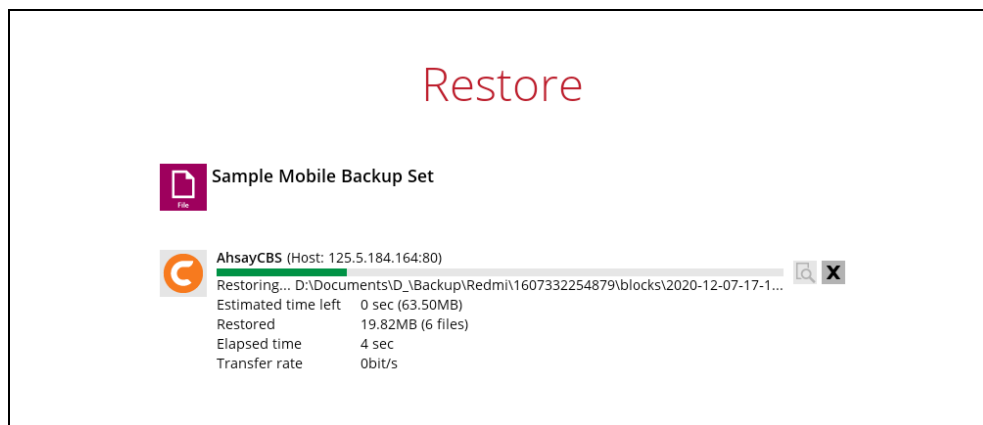 Restore
Sample Mobile Backup Set
File
AhsayCBS (Host: 125.5.184.164:80)
Restoring... D:\Documents\D_\Backup\Redmi\1607332254879\blocks\2020-12-07-17-1...
Estimated time left 0 sec (63.50MB)
Restored 19.82MB (6 files)
Elapsed time 4 sec
Transfer rate 0bit/s